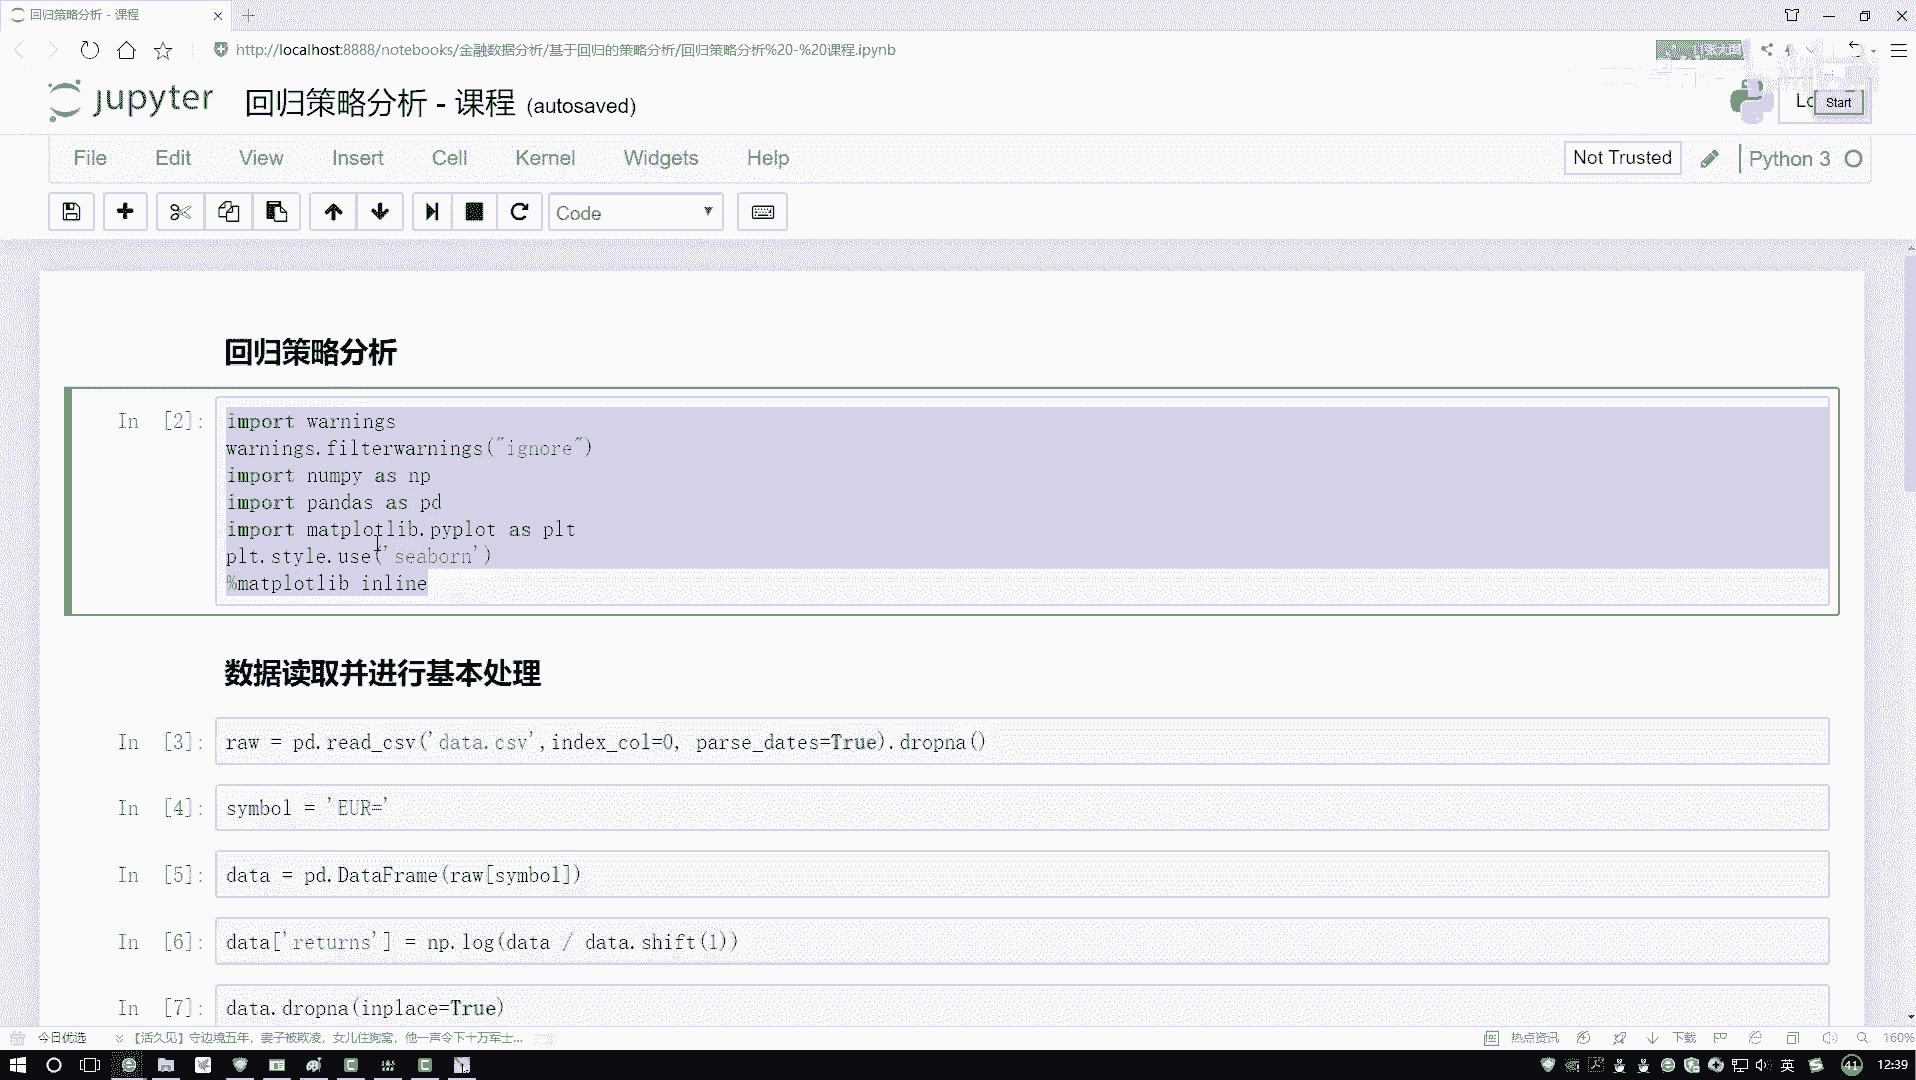 回归策略分析 - 课程
http://localhost:8888/notebooks/金融数据分析/基于回归的策略分析/回归策略分析%20-%20课程.ipynb
jupyter 回归策略分析 - 课程 (autosaved)
Start
File Edit View Insert Cell Kernel Widgets Help
Not Trusted
Python 3
Code
回归策略分析
In [2]:
import warnings
warnings.filterwarnings("ignore")
import numpy as np
import pandas as pd
import matplotlib.pyplot as plt
plt.style.use('seaborn')
%matplotlib inline
数据读取并进行基本处理
In [3]: raw = pd.read_csv('data.csv',index_col=0, parse_dates=True).dropna()
In [4]: symbol = 'EUR='
In [5]: data = pd.DataFrame(raw[symbol])
In [6]: data['returns'] = np.log(data / data.shift(1))
In [7]: data.dropna(inplace=True)
今日优选 【活久见】守边境五年，妻子被欺凌，女儿住狗窝，他一声令下十万军士... 热点资讯 下载 160%
英 41 12:39